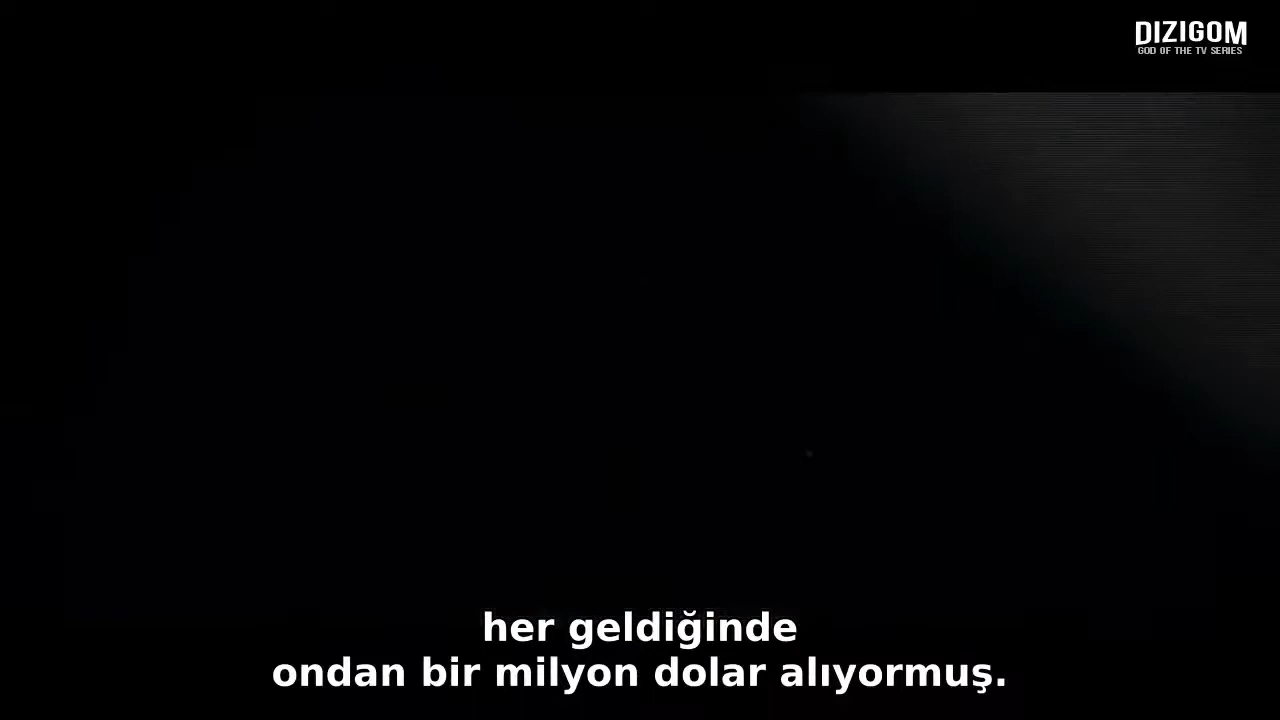 DIZIGOM
GOD OF THE TV SERIES
her geldiğinde
ondan bir milyon dolar alıyormuş.